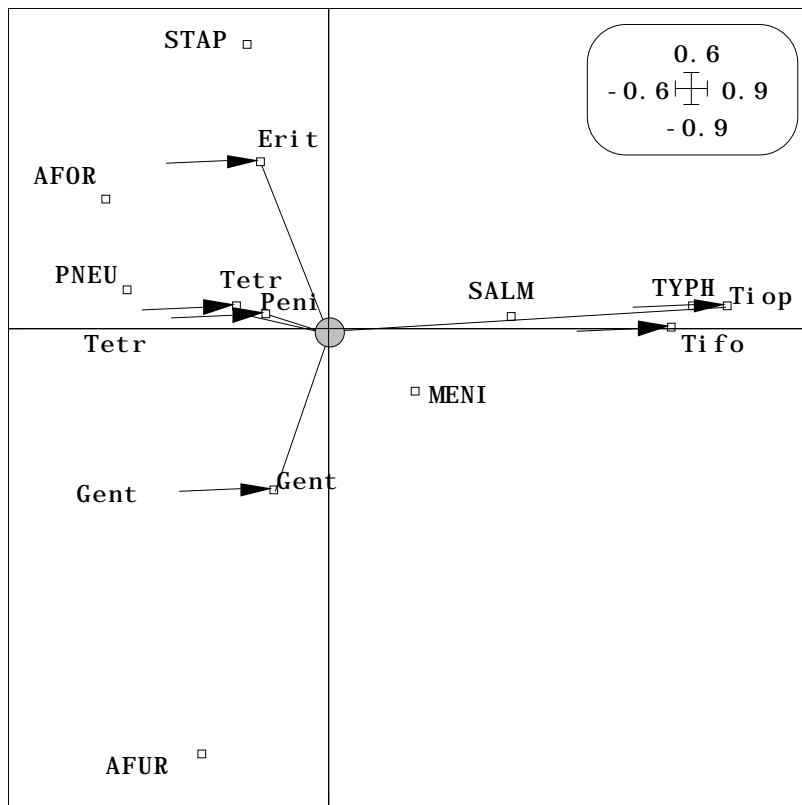 STAP
0.6
-0.6 0.9
-0.9
Erit
AFOR
PNEU
Tetr
Peni
SALM
TYPH
Tiop
Tetr
Tifo
MENI
Gent
Gent
AFUR